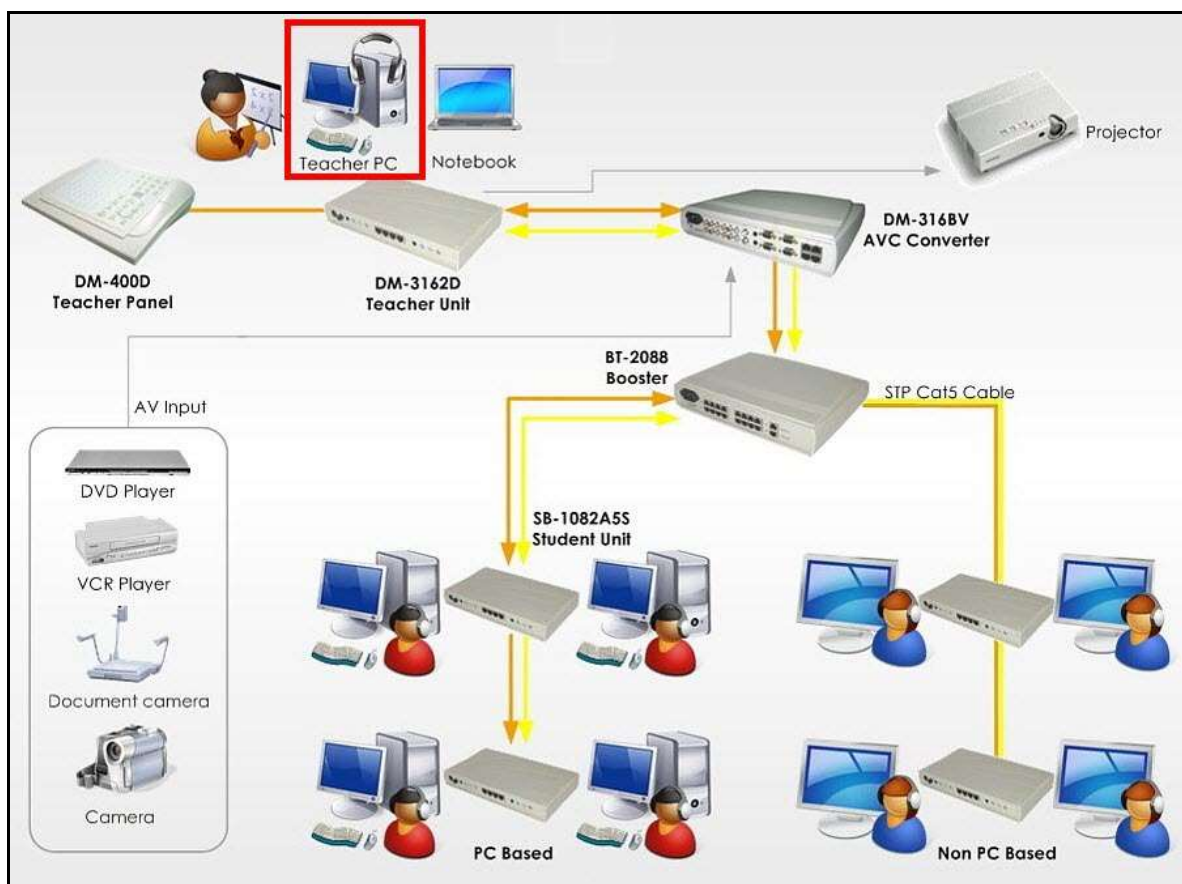 Teacher PC
Notebook
Projector
DM-400D
Teacher Panel
DM-3162D
Teacher Unit
DM-316BV
AVC Converter
BT-2088
Booster
STP Cat5 Cable
AV Input
DVD Player
VCR Player
Document camera
Camera
SB-1082A5S
Student Unit
PC Based
Non PC Based